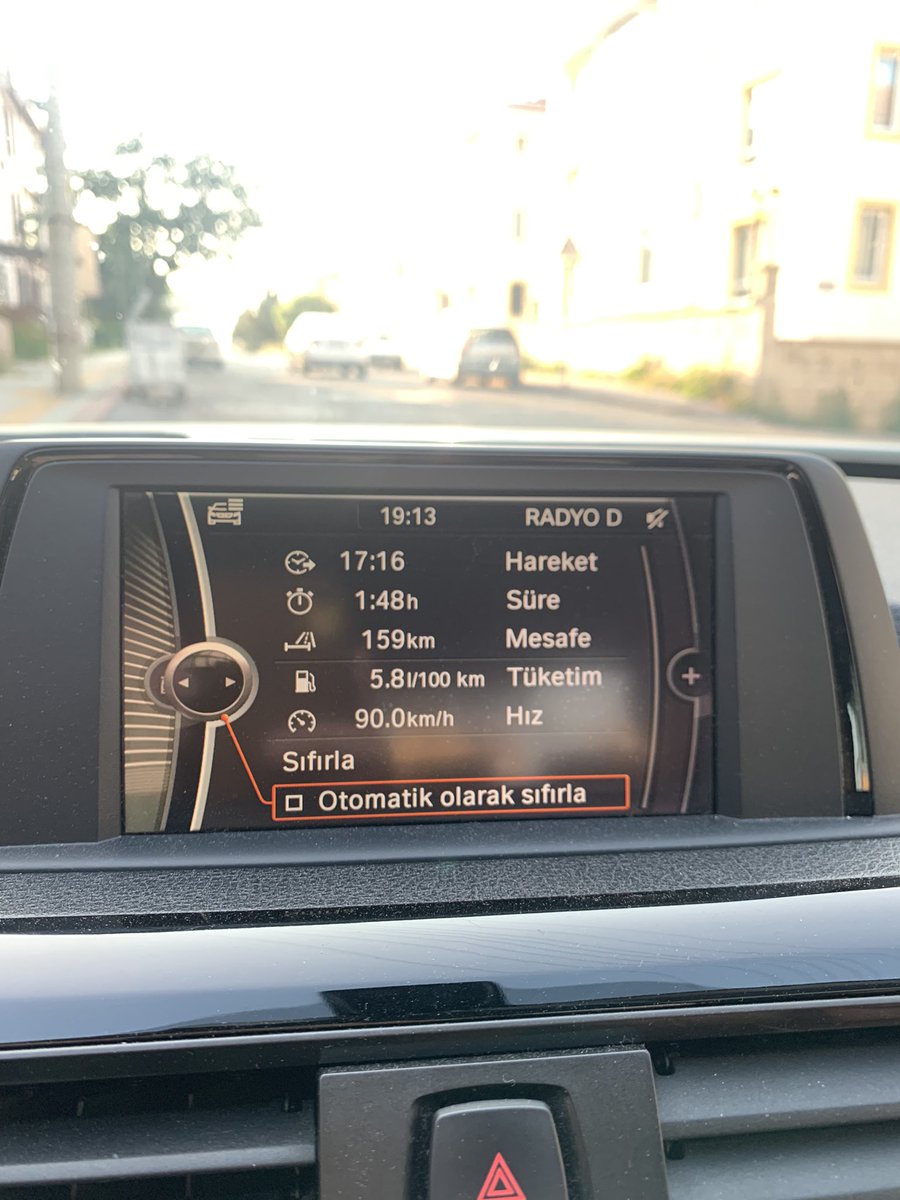 19:13 RADYO D
17:16 Hareket
1:48h Süre
159km Mesafe
5.8l/100 km Tüketim
90.0km/h Hız
Sıfırla
Otomatik olarak sıfırla